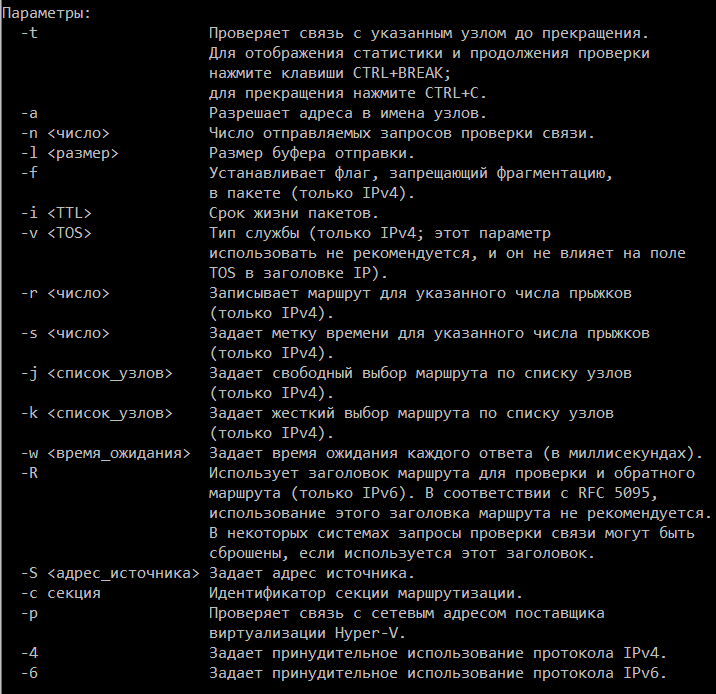 Параметры:
-t Проверяет связь с указанным узлом до прекращения.
Для отображения статистики и продолжения проверки
нажмите клавиши CTRL+BREAK;
для прекращения нажмите CTRL+C.
-a Разрешает адреса в имена узлов.
-n <число> Число отправляемых запросов проверки связи.
-l <размер> Размер буфера отправки.
-f Устанавливает флаг, запрещающий фрагментацию,
в пакете (только IPv4).
-i <TTL> Срок жизни пакетов.
-v <TOS> Тип службы (только IPv4; этот параметр
использовать не рекомендуется, и он не влияет на поле
TOS в заголовке IP).
-r <число> Записывает маршрут для указанного числа прыжков
(только IPv4).
-s <число> Задает метку времени для указанного числа прыжков
(только IPv4).
-j <список_узлов> Задает свободный выбор маршрута по списку узлов
(только IPv4).
-k <список_узлов> Задает жесткий выбор маршрута по списку узлов
(только IPv4).
-w <время_ожидания> Задает время ожидания каждого ответа (в миллисекундах).
-R Использует заголовок маршрута для проверки и обратного
маршрута (только IPv6). В соответствии с RFC 5095,
использование этого заголовка маршрута не рекомендуется.
В некоторых системах запросы проверки связи могут быть
сброшены, если используется этот заголовок.
-S <адрес_источника> Задает адрес источника.
-c секция Идентификатор секции маршрутизации.
-p Проверяет связь с сетевым адресом поставщика
виртуализации Hyper-V.
-4 Задает принудительное использование протокола IPv4.
-6 Задает принудительное использование протокола IPv6.